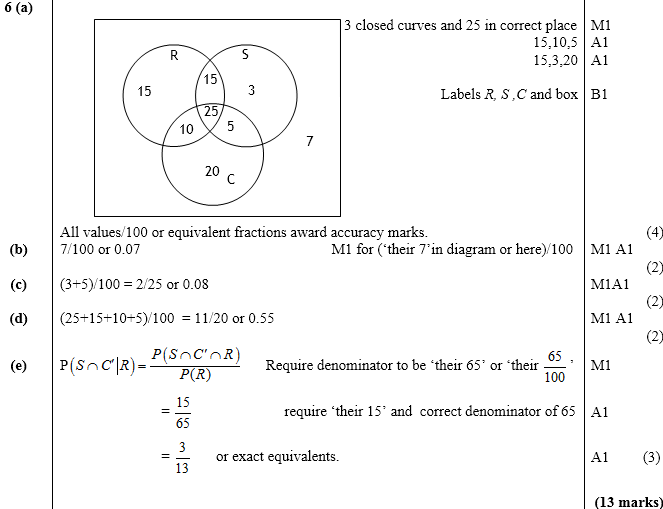 6 (a)
3 closed curves and 25 in correct place M1
15,10,5 A1
15,3,20 A1
Labels R, S ,C and box B1
R S
15 15 3
25
10 5
7
20 C
All values/100 or equivalent fractions award accuracy marks. (4)
(b) 7/100 or 0.07 M1 for ('their 7'in diagram or here)/100 M1 A1
(2)
(c) (3+5)/100 = 2/25 or 0.08 M1A1
(2)
(d) (25+15+10+5)/100 = 11/20 or 0.55 M1 A1
(2)
(e) P(S∩C'|R)= P(S∩C'∩R) / P(R) Require denominator to be 'their 65' or 'their 65/100' M1
= 15/65 require 'their 15' and correct denominator of 65 A1
= 3/13 or exact equivalents. A1 (3)
(13 marks)